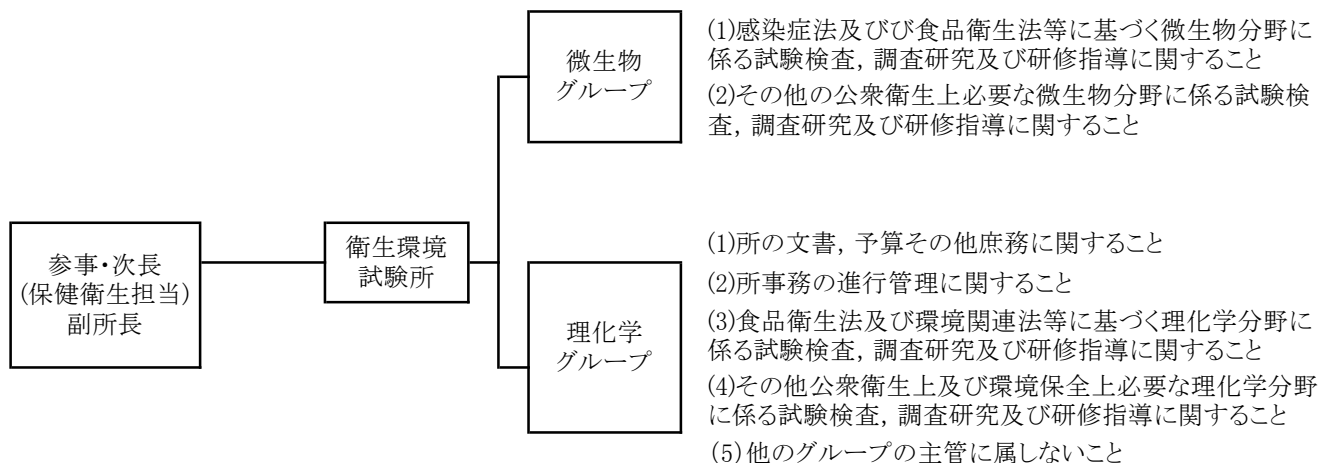 参事・次長
(保健衛生担当)
副所長
衛生環境
試験所
微生物
グループ
(1)感染症法及びび食品衛生法等に基づく微生物分野に
係る試験検査，調査研究及び研修指導に関すること
(2)その他の公衆衛生上必要な微生物分野に係る試験検
査，調査研究及び研修指導に関すること
理化学
グループ
(1)所の文書，予算その他庶務に関すること
(2)所事務の進行管理に関すること
(3)食品衛生法及び環境関連法等に基づく理化学分野に
係る試験検査，調査研究及び研修指導に関すること
(4)その他公衆衛生上及び環境保全上必要な理化学分野
に係る試験検査，調査研究及び研修指導に関すること
(5)他のグループの主管に属しないこと